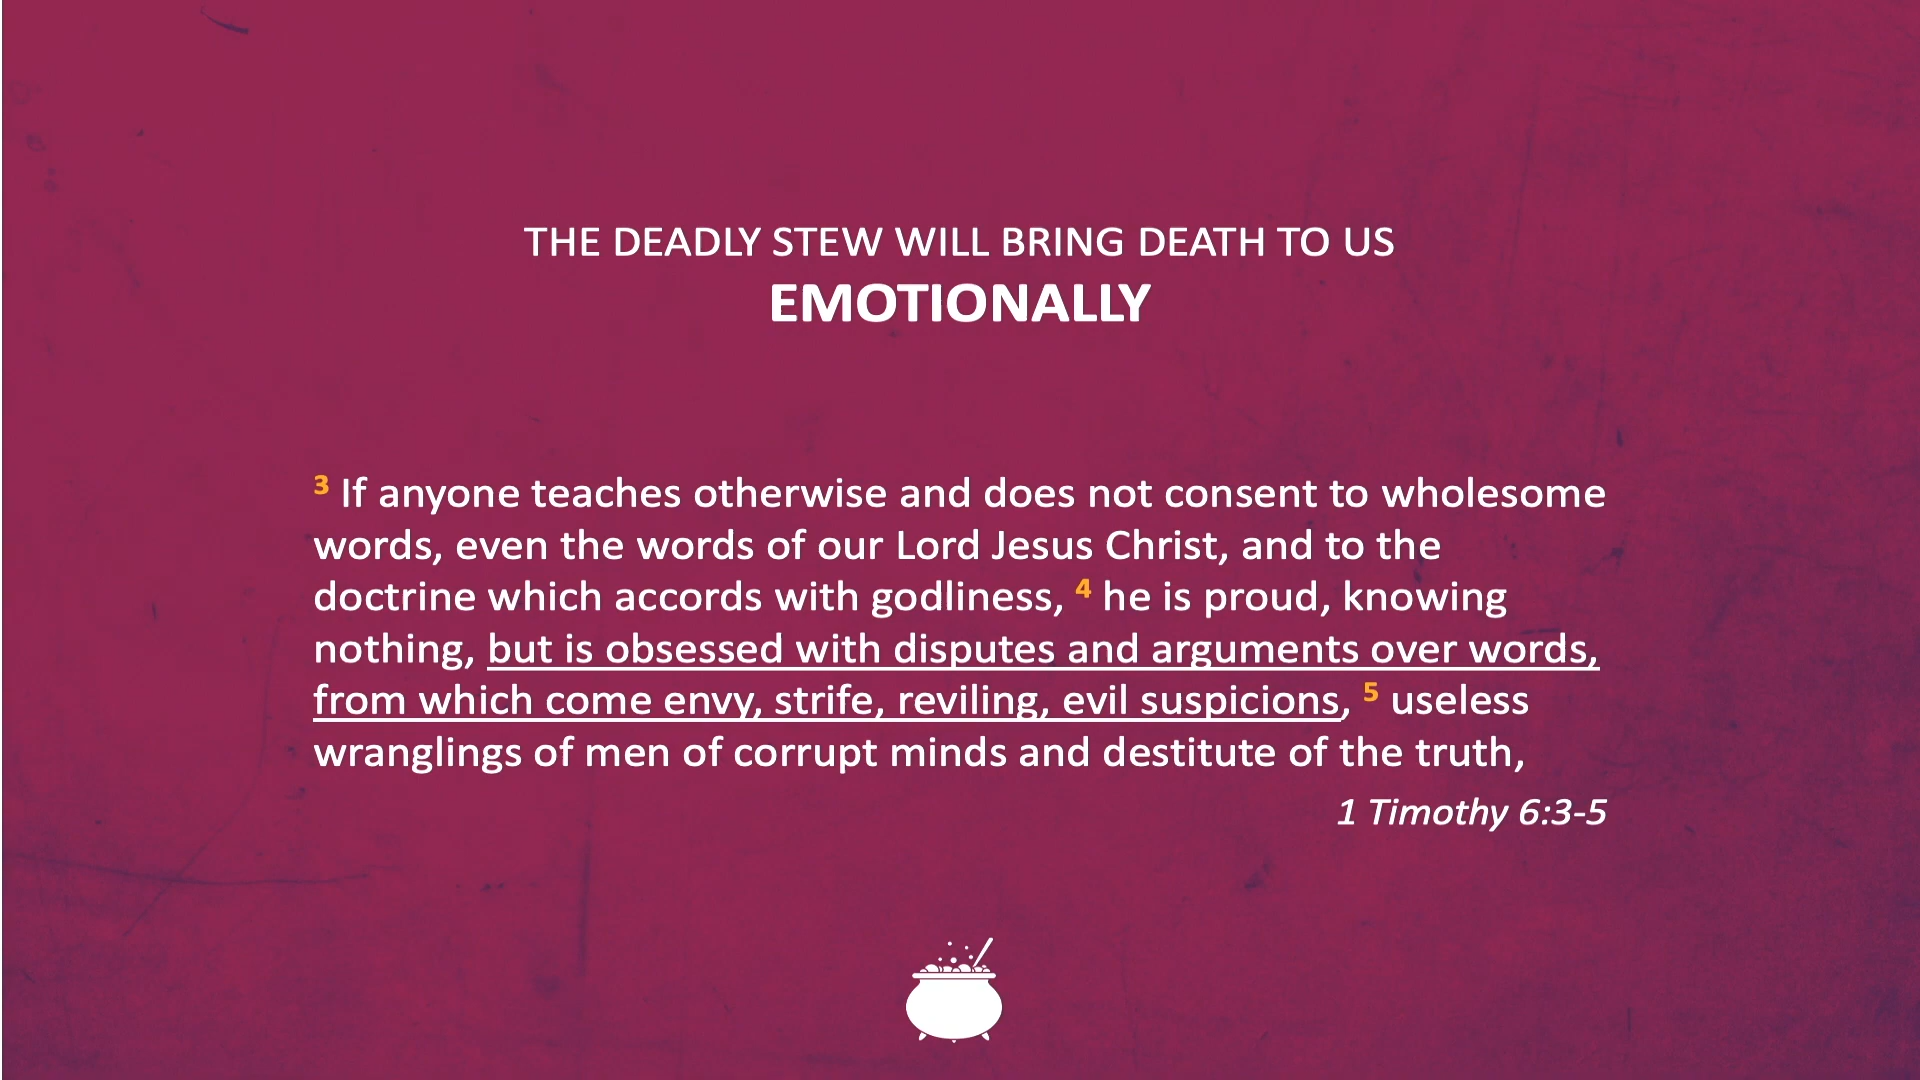 THE DEADLY STEW WILL BRING DEATH TO US
EMOTIONALLY
3 If anyone teaches otherwise and does not consent to wholesome
words, even the words of our Lord Jesus Christ, and to the
doctrine which accords with godliness, 4 he is proud, knowing
nothing, but is obsessed with disputes and arguments over words,
from which come envy, strife, reviling, evil suspicions, 5 useless
wranglings of men of corrupt minds and destitute of the truth,
1 Timothy 6:3-5